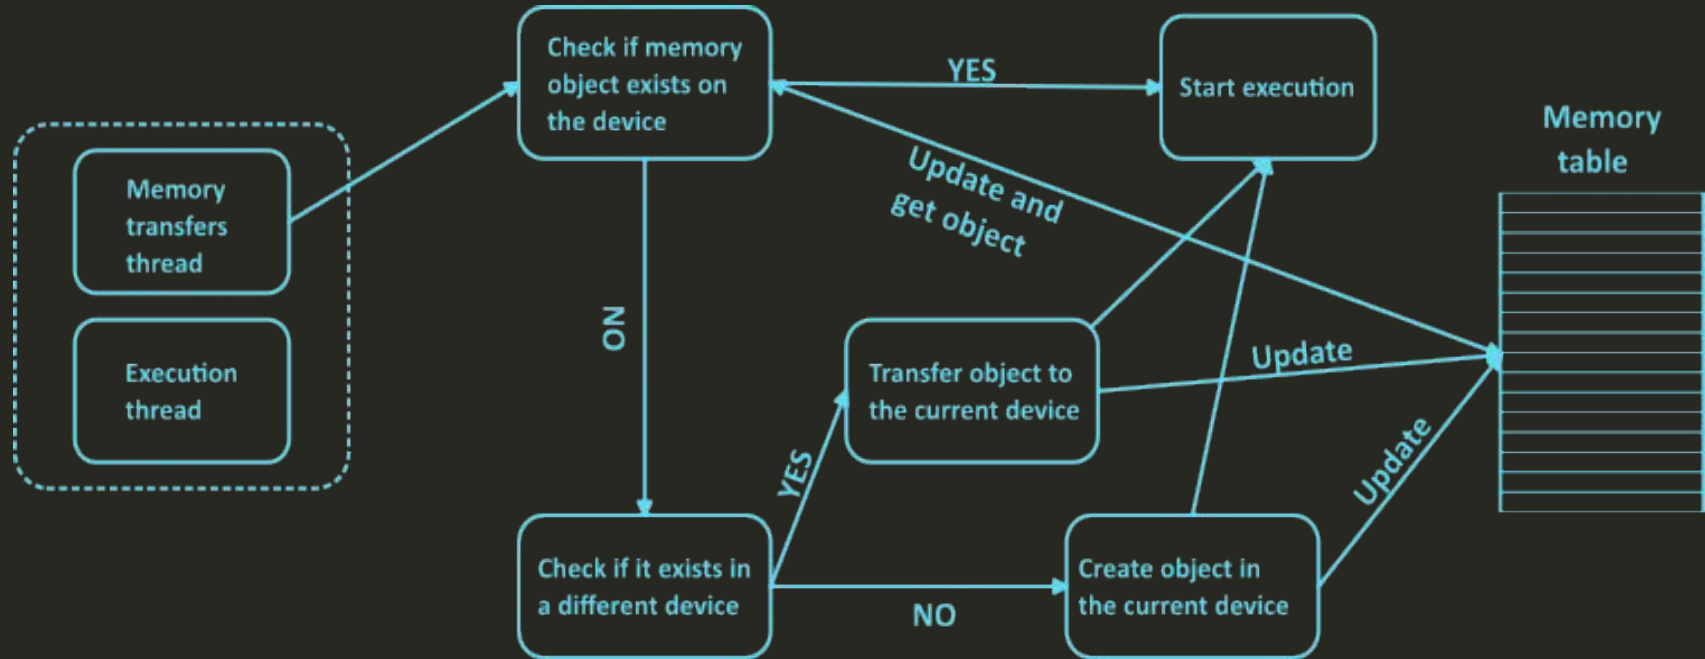 Check if memory
object exists on
the device
YES
Start execution
Memory
table
Memory
transfers
thread
Update and
get object
NO
Execution
thread
Transfer object to
the current device
Update
YES
Update
Check if it exists in
a different device
NO
Create object in
the current device